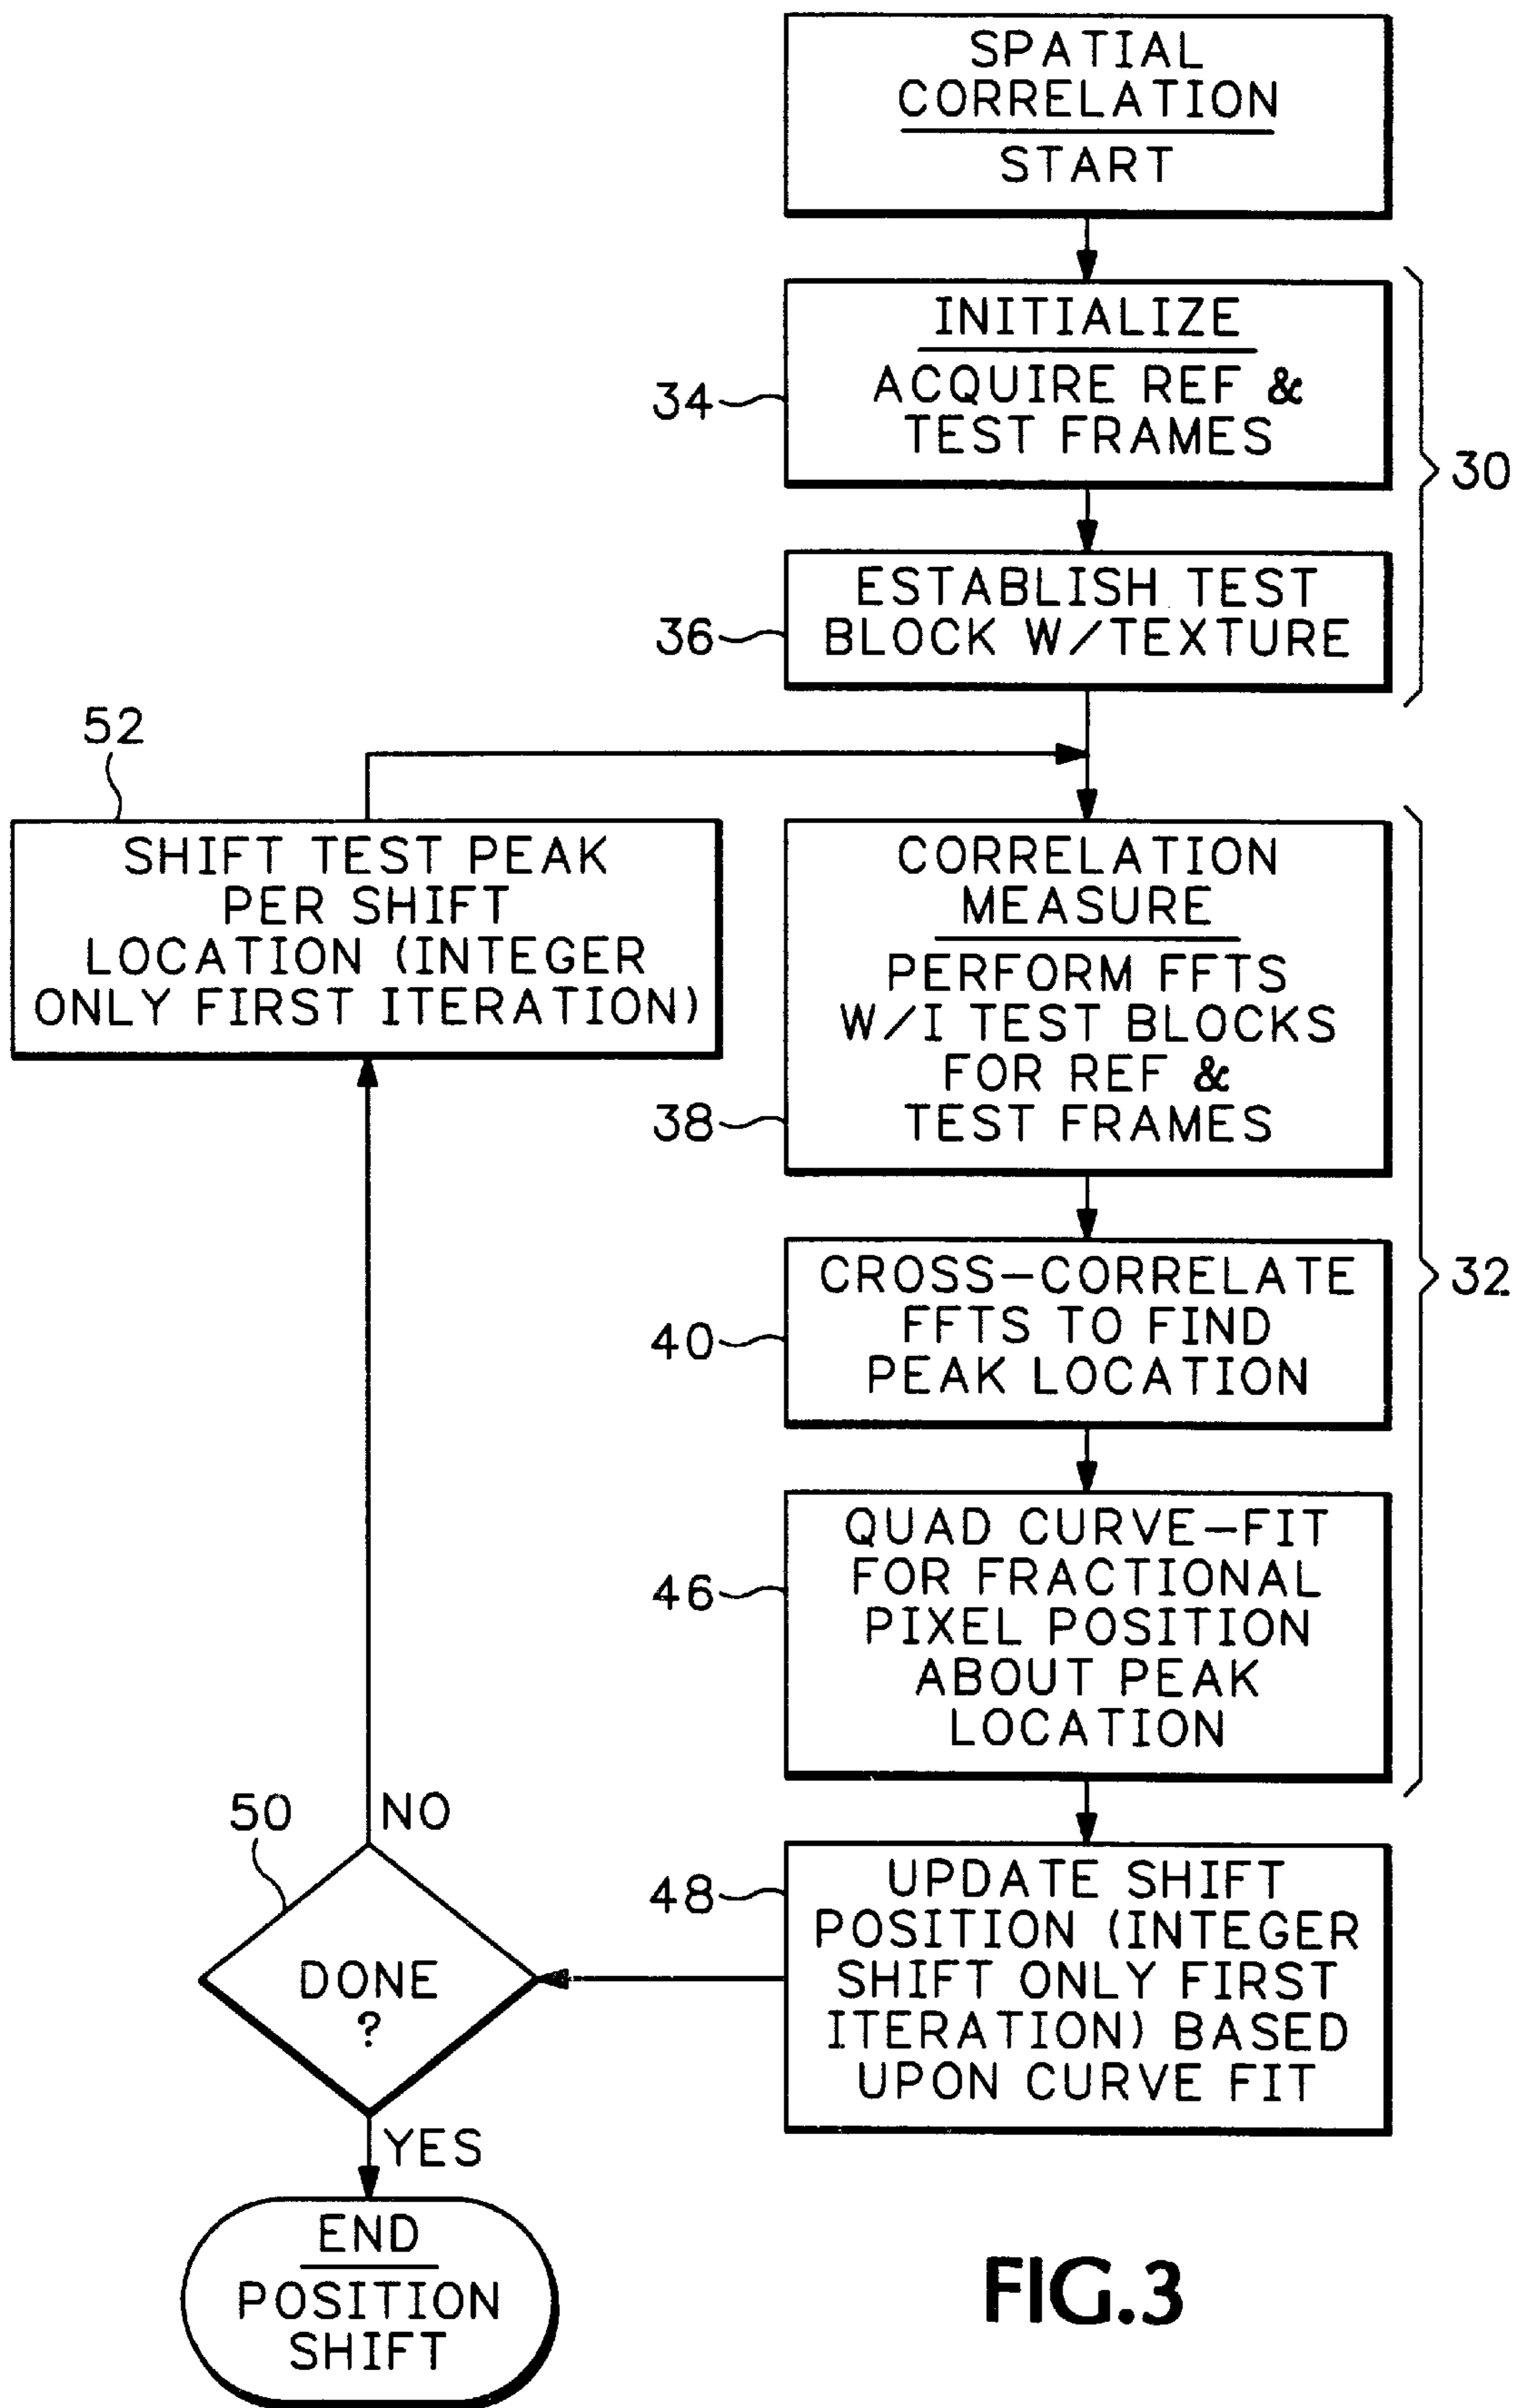 SPATIAL
CORRELATION
START
INITIALIZE
ACQUIRE REF &
TEST FRAMES
34
30
ESTABLISH TEST
BLOCK W/TEXTURE
36
52
SHIFT TEST PEAK
PER SHIFT
LOCATION (INTEGER
ONLY FIRST ITERATION)
CORRELATION
MEASURE
PERFORM FFTS
W/I TEST BLOCKS
FOR REF &
TEST FRAMES
38
32
CROSS-CORRELATE
FFTS TO FIND
PEAK LOCATION
40
QUAD CURVE-FIT
FOR FRACTIONAL
PIXEL POSITION
ABOUT PEAK
LOCATION
46
UPDATE SHIFT
POSITION (INTEGER
SHIFT ONLY FIRST
ITERATION) BASED
UPON CURVE FIT
48
50
NO
DONE
?
YES
END
POSITION
SHIFT
FIG.3